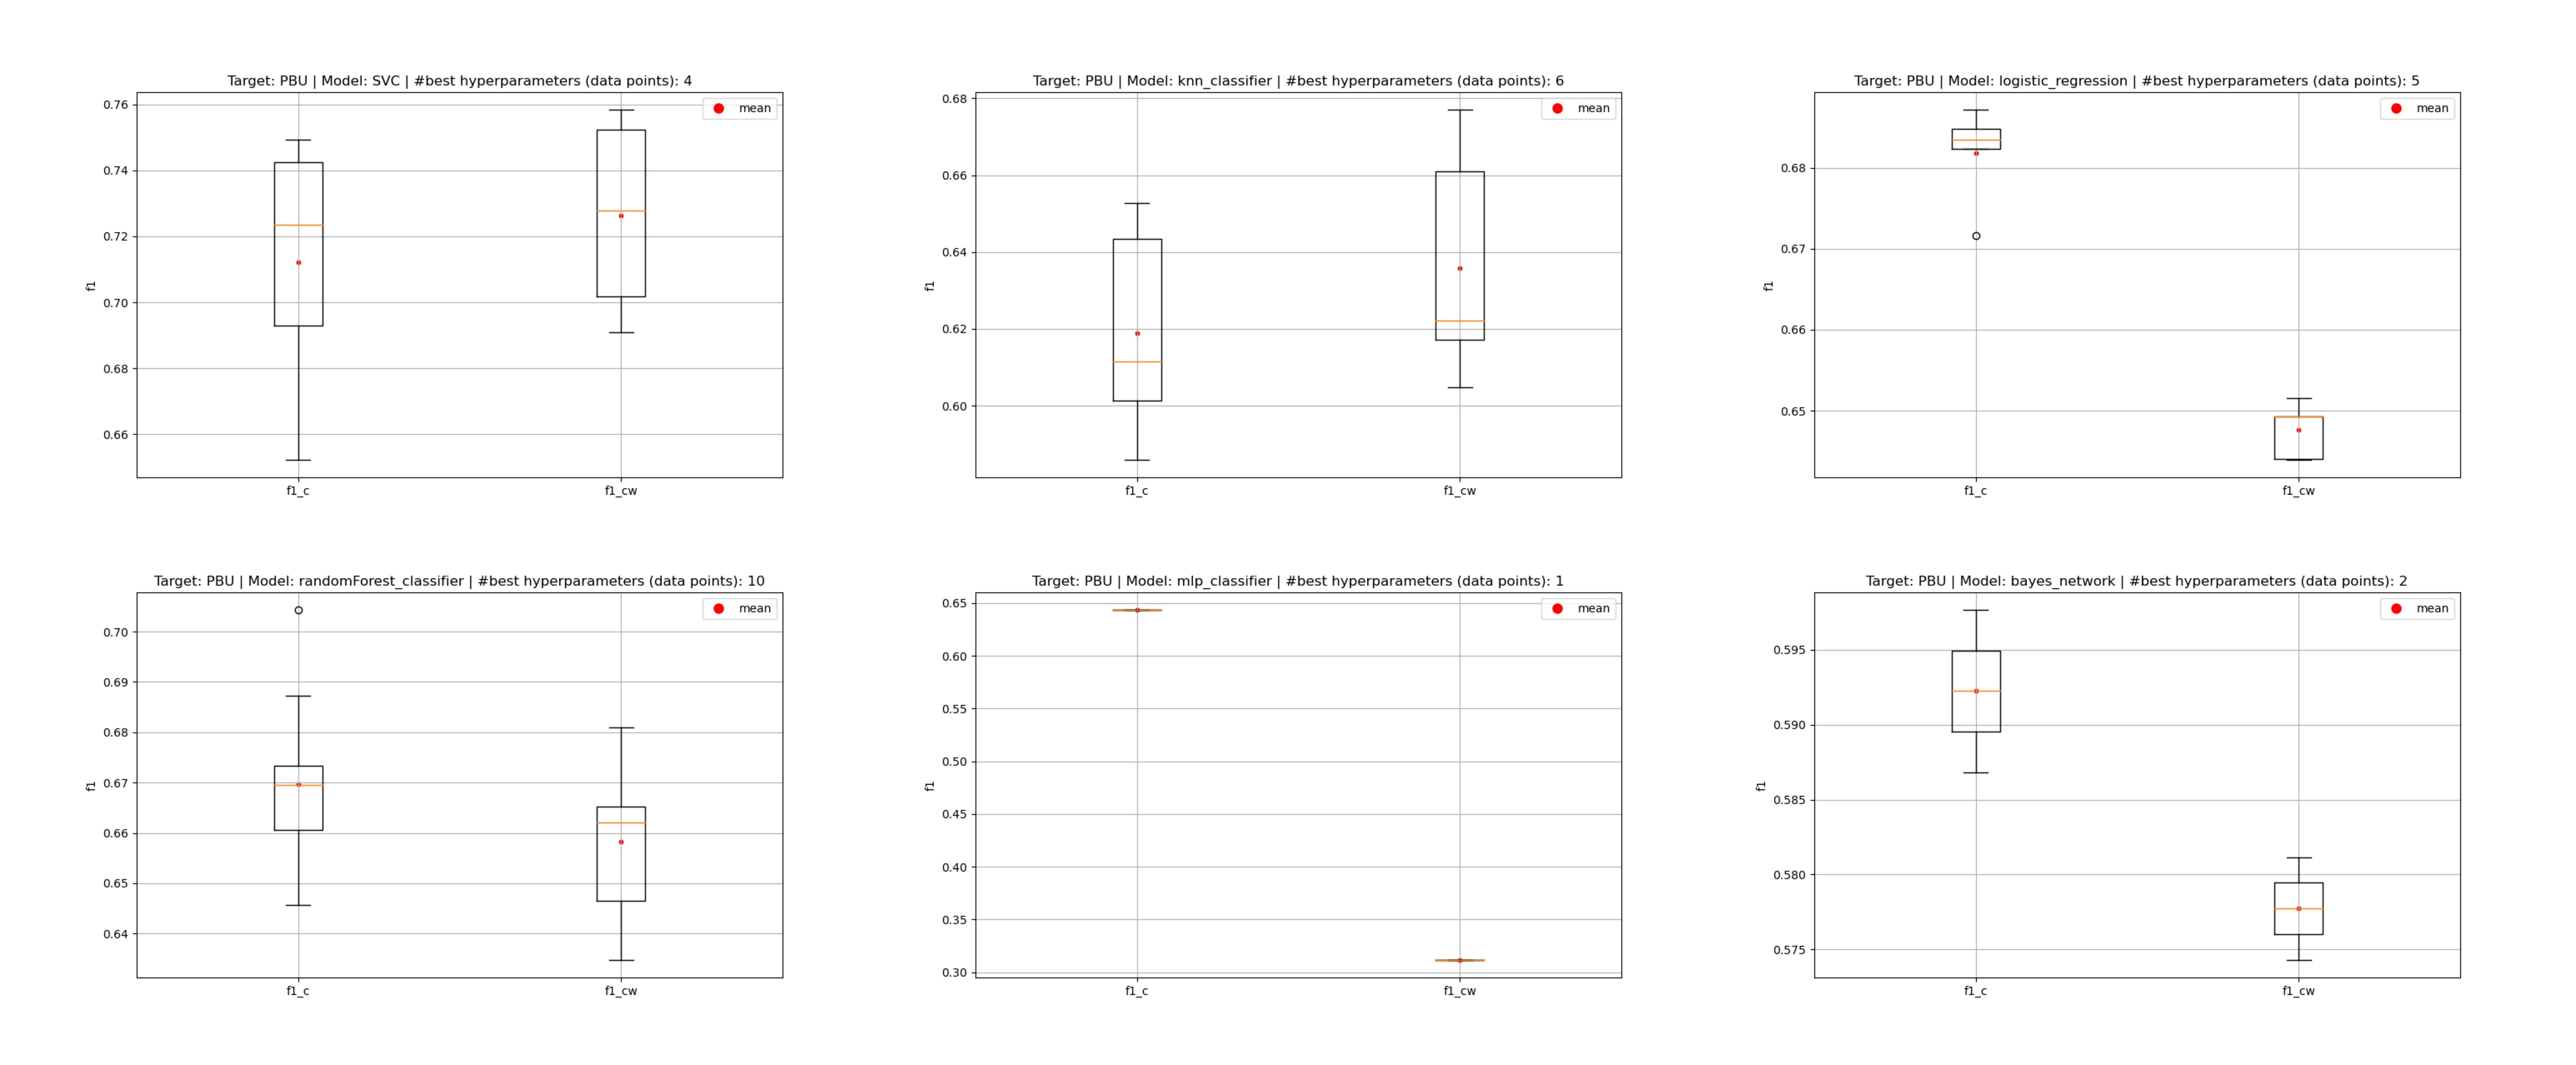 Target: PBU | Model: SVC | #best hyperparameters (data points): 4
mean
0.76
0.74
0.72
0.70
0.68
0.66
f1
f1_c
f1_cw
Target: PBU | Model: knn_classifier | #best hyperparameters (data points): 6
mean
0.68
0.66
0.64
0.62
0.60
f1
f1_c
f1_cw
Target: PBU | Model: logistic_regression | #best hyperparameters (data points): 5
mean
0.68
0.67
0.66
0.65
f1
f1_c
f1_cw
Target: PBU | Model: randomForest_classifier | #best hyperparameters (data points): 10
mean
0.70
0.69
0.68
0.67
0.66
0.65
0.64
f1
f1_c
f1_cw
Target: PBU | Model: mlp_classifier | #best hyperparameters (data points): 1
mean
0.65
0.60
0.55
0.50
0.45
0.40
0.35
0.30
f1
f1_c
f1_cw
Target: PBU | Model: bayes_network | #best hyperparameters (data points): 2
mean
0.595
0.590
0.585
0.580
0.575
f1
f1_c
f1_cw